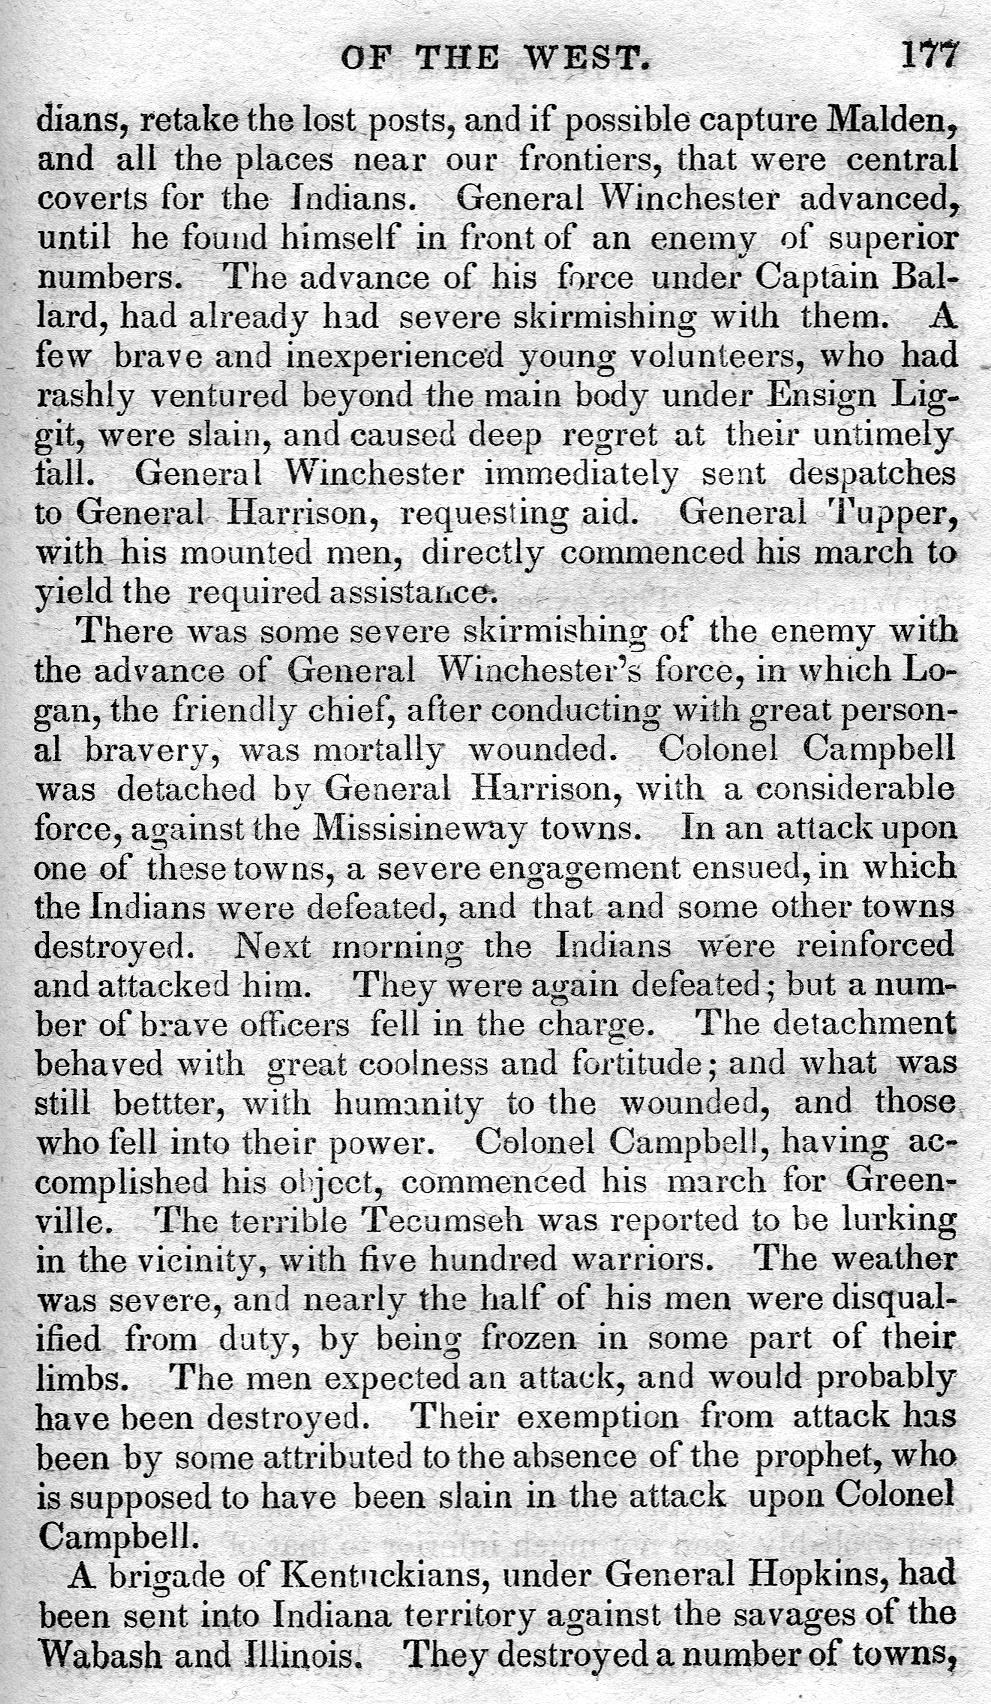 OF THE WEST. 177
dians, retake the lost posts, and if possible capture Malden,
and all the places near our frontiers, that were central
coverts for the Indians. General Winchester advanced,
until he found himself in front of an enemy of superior
numbers. The advance of his force under Captain Bal-
lard, had already had severe skirmishing with them. A
few brave and inexperienced young volunteers, who had
rashly ventured beyond the main body under Ensign Lig-
git, were slain, and caused deep regret at their untimely
fall. General Winchester immediately sent despatches
to General Harrison, requesting aid. General Tupper,
with his mounted men, directly commenced his march to
yield the required assistance.
There was some severe skirmishing of the enemy with
the advance of General Winchester's force, in which Lo-
gan, the friendly chief, after conducting with great person-
al bravery, was mortally wounded. Colonel Campbell
was detached by General Harrison, with a considerable
force, against the Missisineway towns. In an attack upon
one of these towns, a severe engagement ensued, in which
the Indians were defeated, and that and some other towns
destroyed. Next morning the Indians were reinforced
and attacked him. They were again defeated; but a num-
ber of brave officers fell in the charge. The detachment
behaved with great coolness and fortitude; and what was
still bettter, with humanity to the wounded, and those
who fell into their power. Colonel Campbell, having ac-
complished his object, commenced his march for Green-
ville. The terrible Tecumseh was reported to be lurking
in the vicinity, with five hundred warriors. The weather
was severe, and nearly the half of his men were disqual-
ified from duty, by being frozen in some part of their
limbs. The men expected an attack, and would probably
have been destroyed. Their exemption from attack has
been by some attributed to the absence of the prophet, who
is supposed to have been slain in the attack upon Colonel
Campbell.
A brigade of Kentuckians, under General Hopkins, had
been sent into Indiana territory against the savages of the
Wabash and Illinois. They destroyed a number of towns,